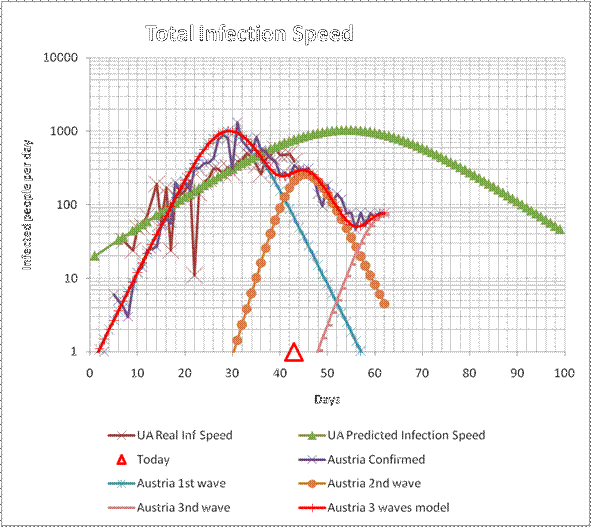 Total Infection Speed
10000
1000
100
10
1
Infected people per day
0 10 20 30 40 50 60 70 80 90 100
Days
UA Real Inf Speed
UA Predicted Infection Speed
Today
Austria Confirmed
Austria 1st wave
Austria 2nd wave
Austria 3nd wave
Austria 3 waves model